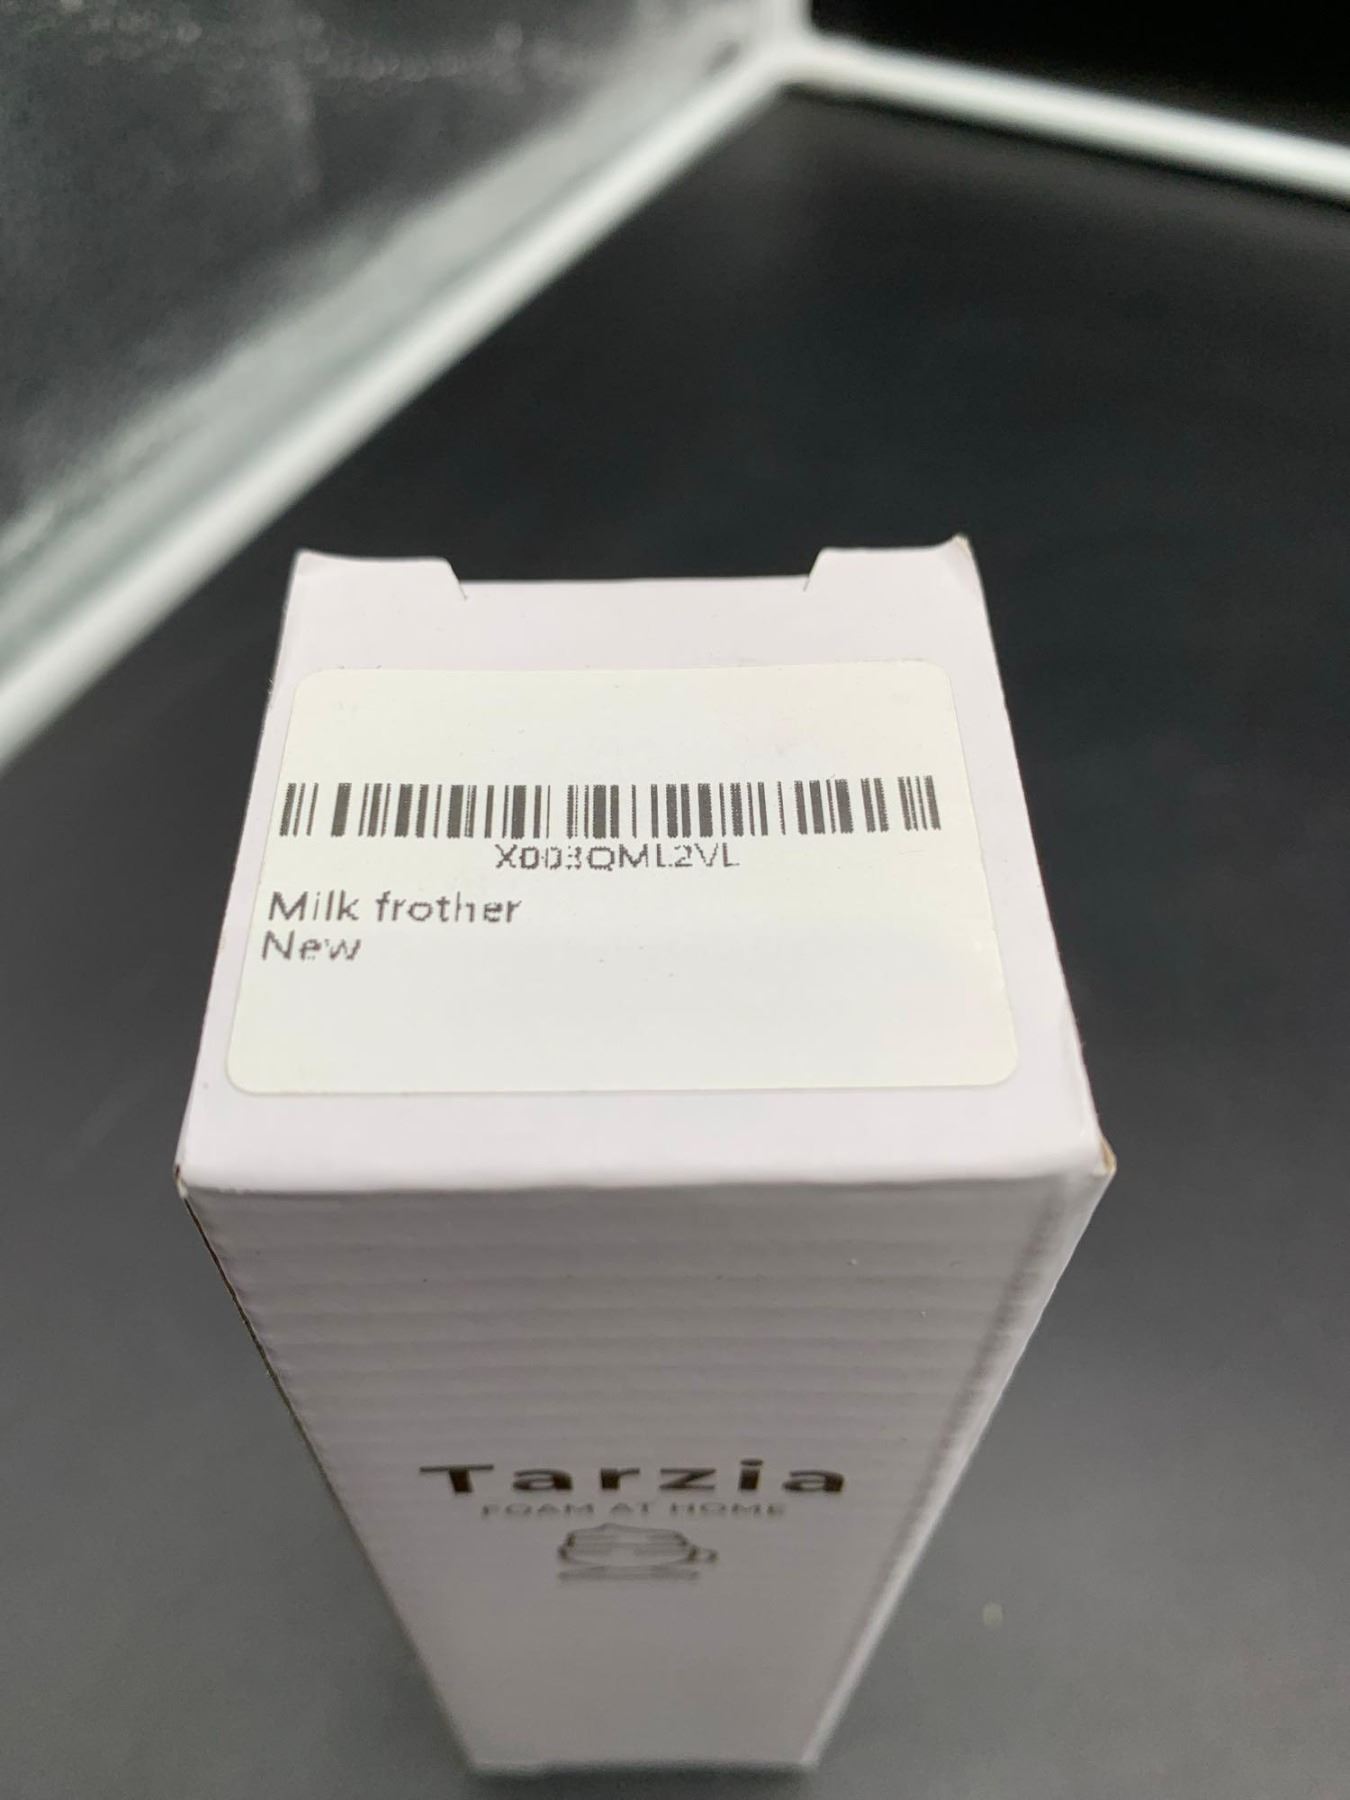 X003QML2VL
Milk frother
New
Tarzia
FOAM AT HOME